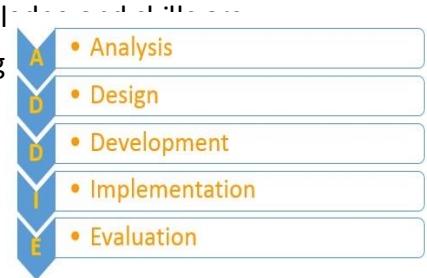 A • Analysis
g
D • Design
D • Development
I • Implementation
E • Evaluation